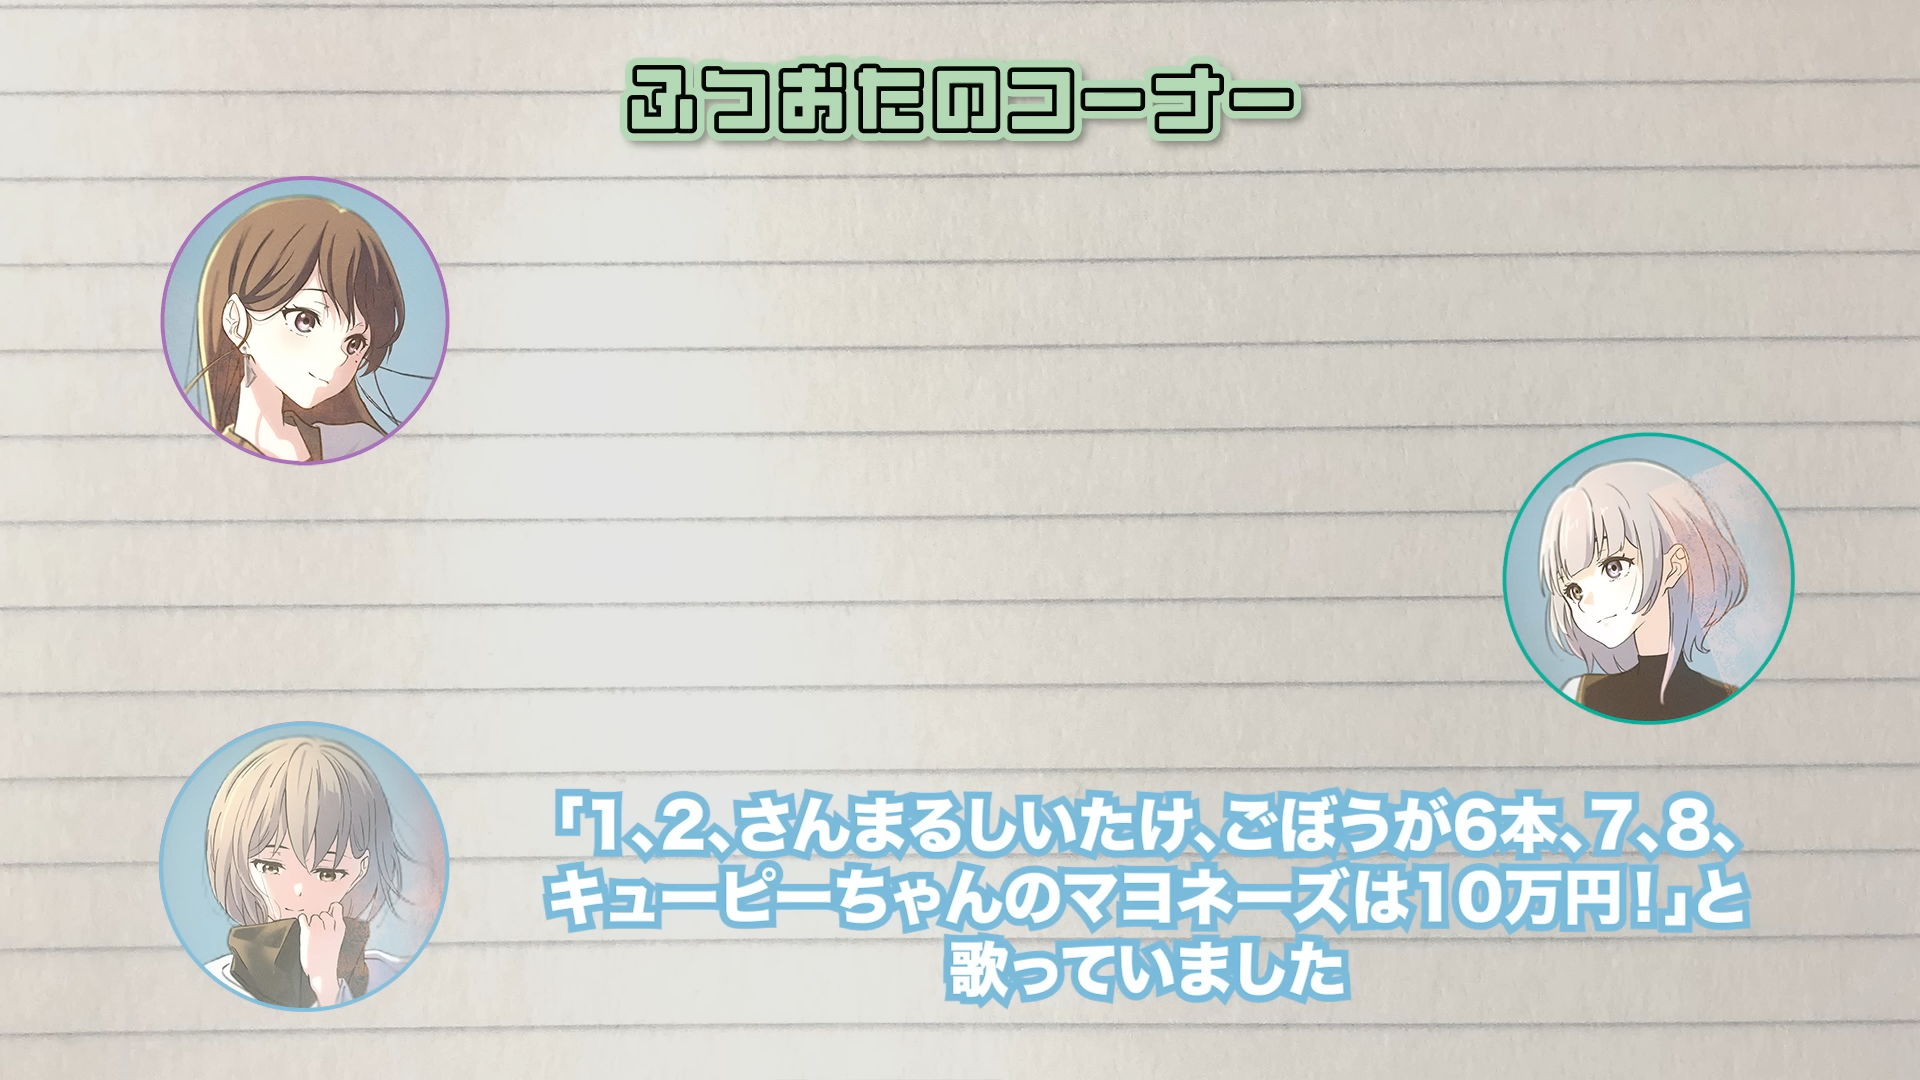 ふつおたのコーナー
「1、2、さんまるしいたけ、ごぼうが6本、7、8、
キューピーちゃんのマヨネーズは10万円！」と
歌っていました